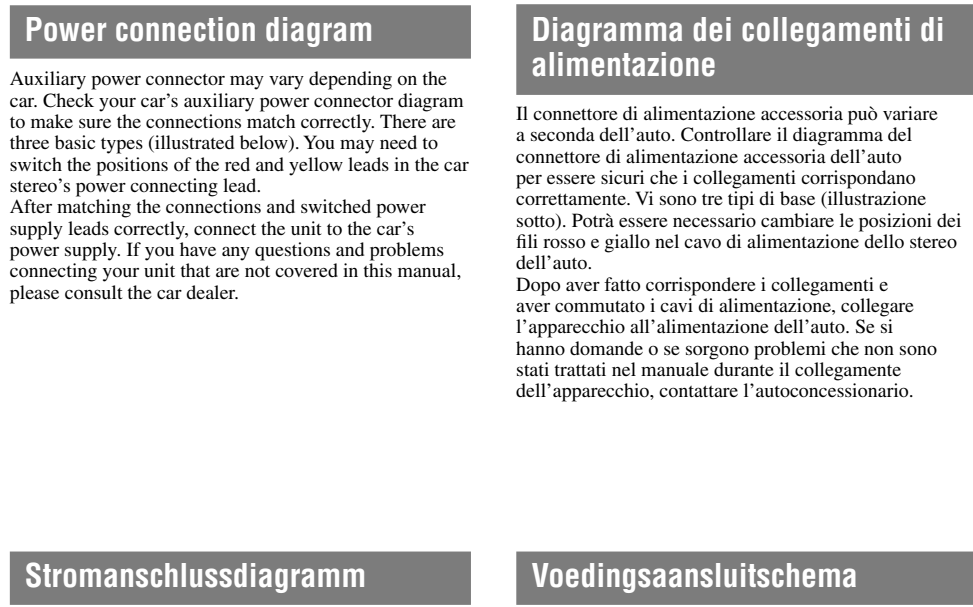 Power connection diagram
Auxiliary power connector may vary depending on the
car. Check your car’s auxiliary power connector diagram
to make sure the connections match correctly. There are
three basic types (illustrated below). You may need to
switch the positions of the red and yellow leads in the car
stereo’s power connecting lead.
After matching the connections and switched power
supply leads correctly, connect the unit to the car’s
power supply. If you have any questions and problems
connecting your unit that are not covered in this manual,
please consult the car dealer.
Diagramma dei collegamenti di
alimentazione
Il connettore di alimentazione accessoria può variare
a seconda dell’auto. Controllare il diagramma del
connettore di alimentazione accessoria dell’auto
per essere sicuri che i collegamenti corrispondano
correttamente. Vi sono tre tipi di base (illustrazione
sotto). Potrà essere necessario cambiare le posizioni dei
fili rosso e giallo nel cavo di alimentazione dello stereo
dell’auto.
Dopo aver fatto corrispondere i collegamenti e
aver commutato i cavi di alimentazione, collegare
l’apparecchio all’alimentazione dell’auto. Se si
hanno domande o se sorgono problemi che non sono
stati trattati nel manuale durante il collegamente
dell’apparecchio, contattare l’autoconcessionario.
Stromanschlussdiagramm
Voedingsaansluitschema